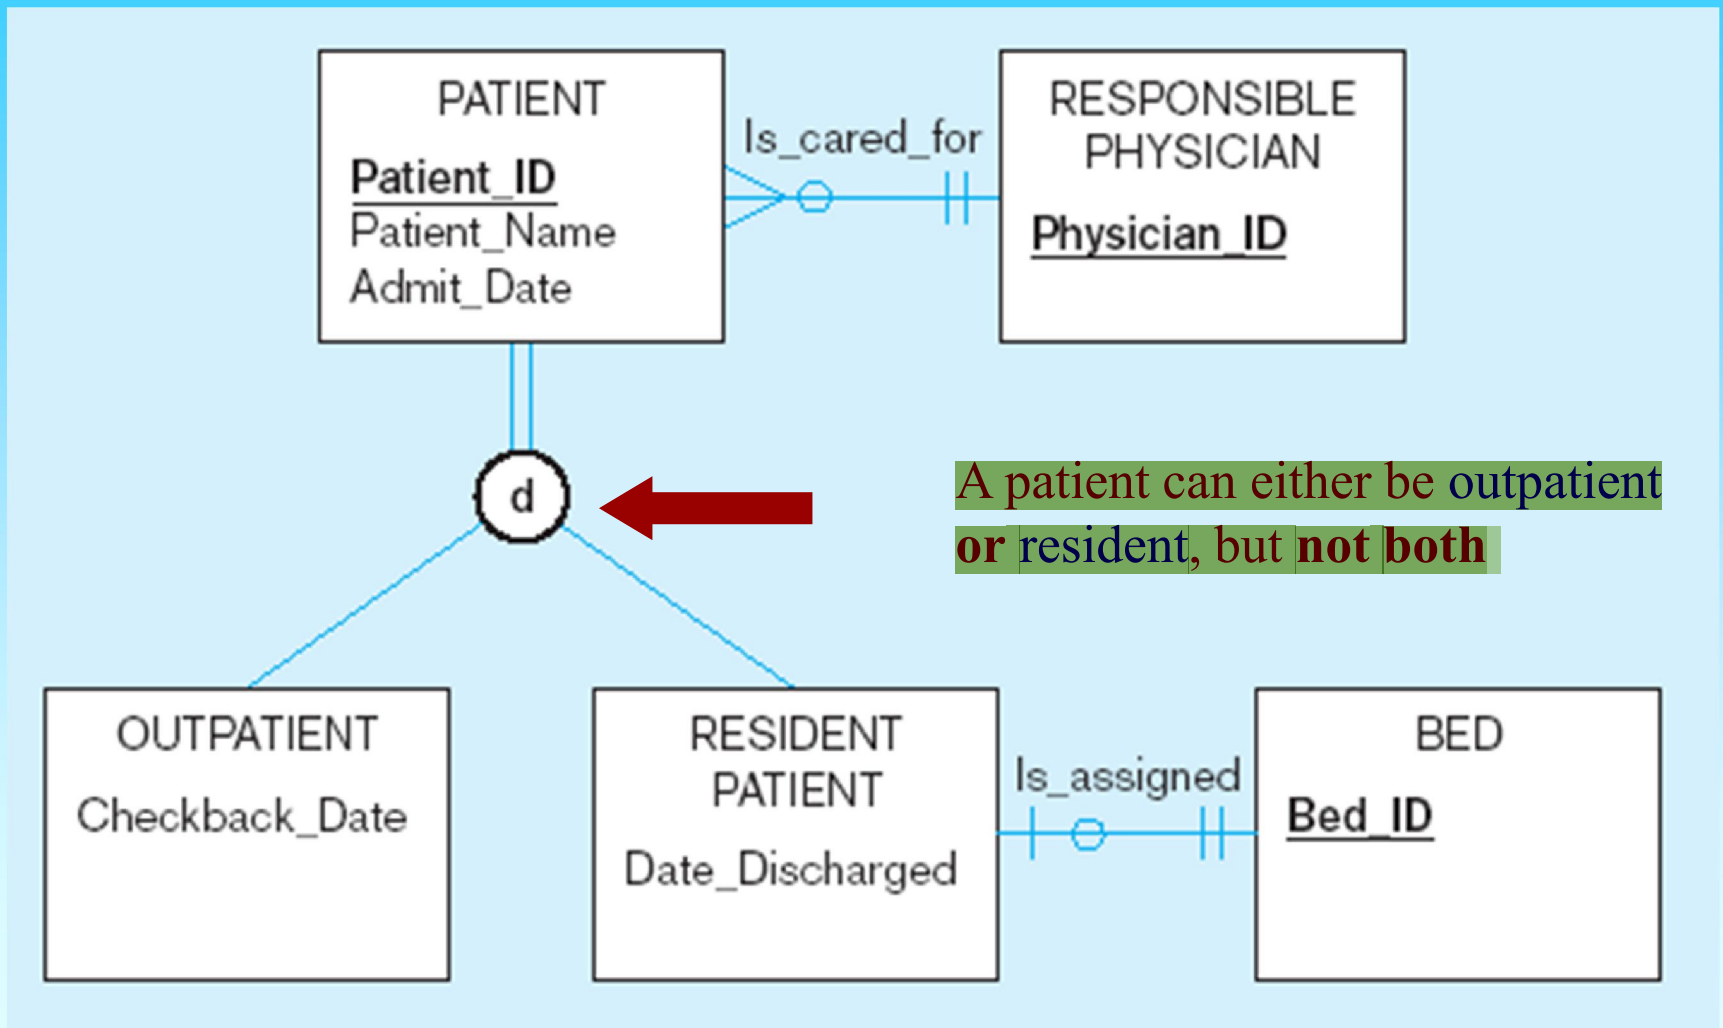 PATIENT
Patient_ID
Patient_Name
Admit_Date
Is_cared_for
RESPONSIBLE
PHYSICIAN
Physician_ID
d
A patient can either be outpatient
or resident, but not both
OUTPATIENT
Checkback_Date
RESIDENT
PATIENT
Date_Discharged
Is_assigned
BED
Bed_ID